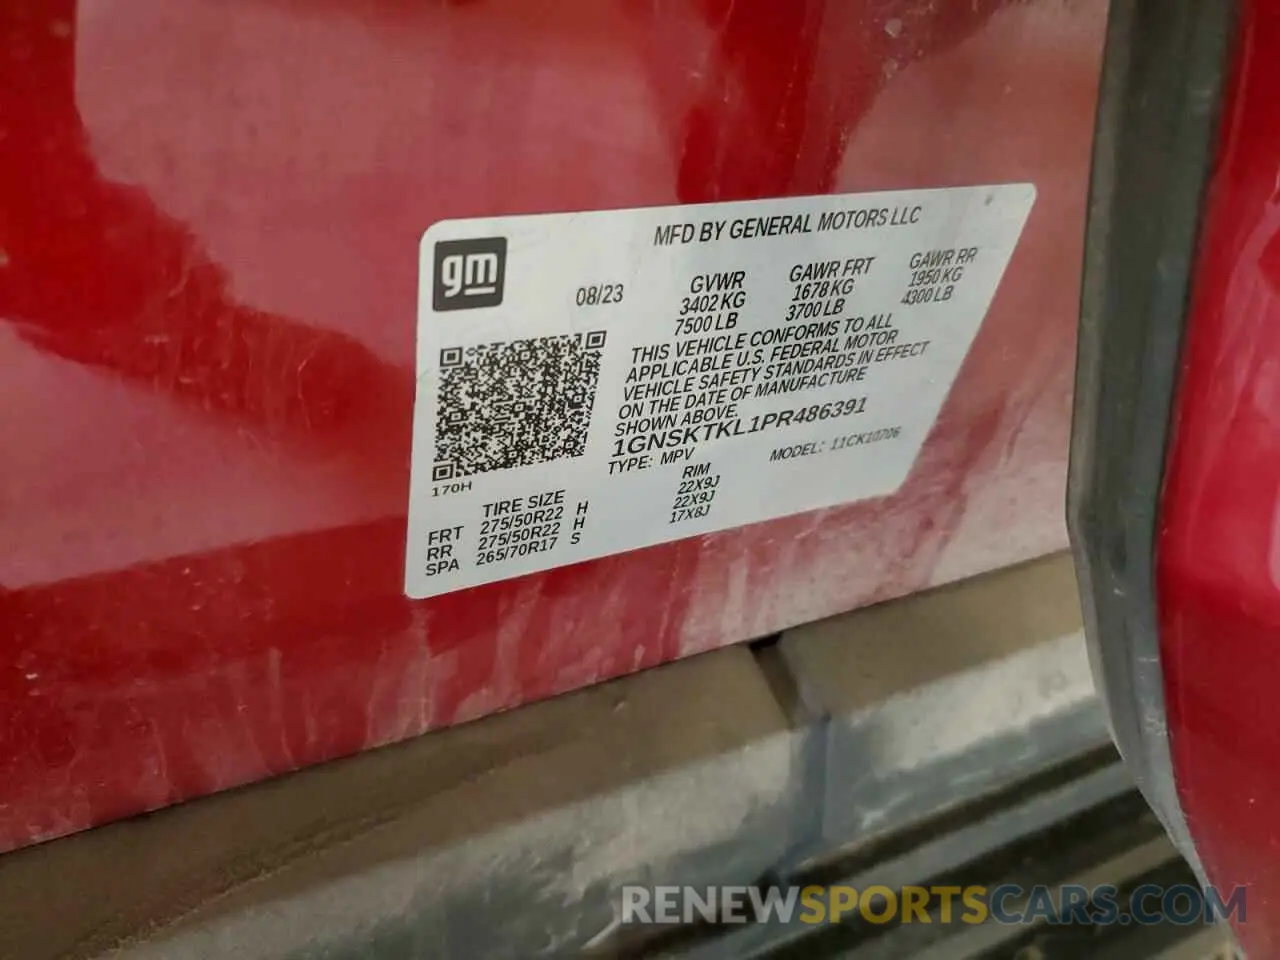 MFD BY GENERAL MOTORS LLC
gm
08/23
GVWR GAWR FRT GAWR RR
3402 KG 1678 KG 1950 KG
7500 LB 3700 LB 4300 LB
THIS VEHICLE CONFORMS TO ALL
APPLICABLE U.S. FEDERAL MOTOR
VEHICLE SAFETY STANDARDS IN EFFECT
ON THE DATE OF MANUFACTURE
SHOWN ABOVE.
1GNSKTKL1PR486391
TYPE: MPV MODEL: 11CK10706
170H
TIRE SIZE RIM
FRT 275/50R22 H 22X9J
RR 275/50R22 H 22X9J
SPA 265/70R17 S 17X8J
RENEWSPORTSCARS.COM